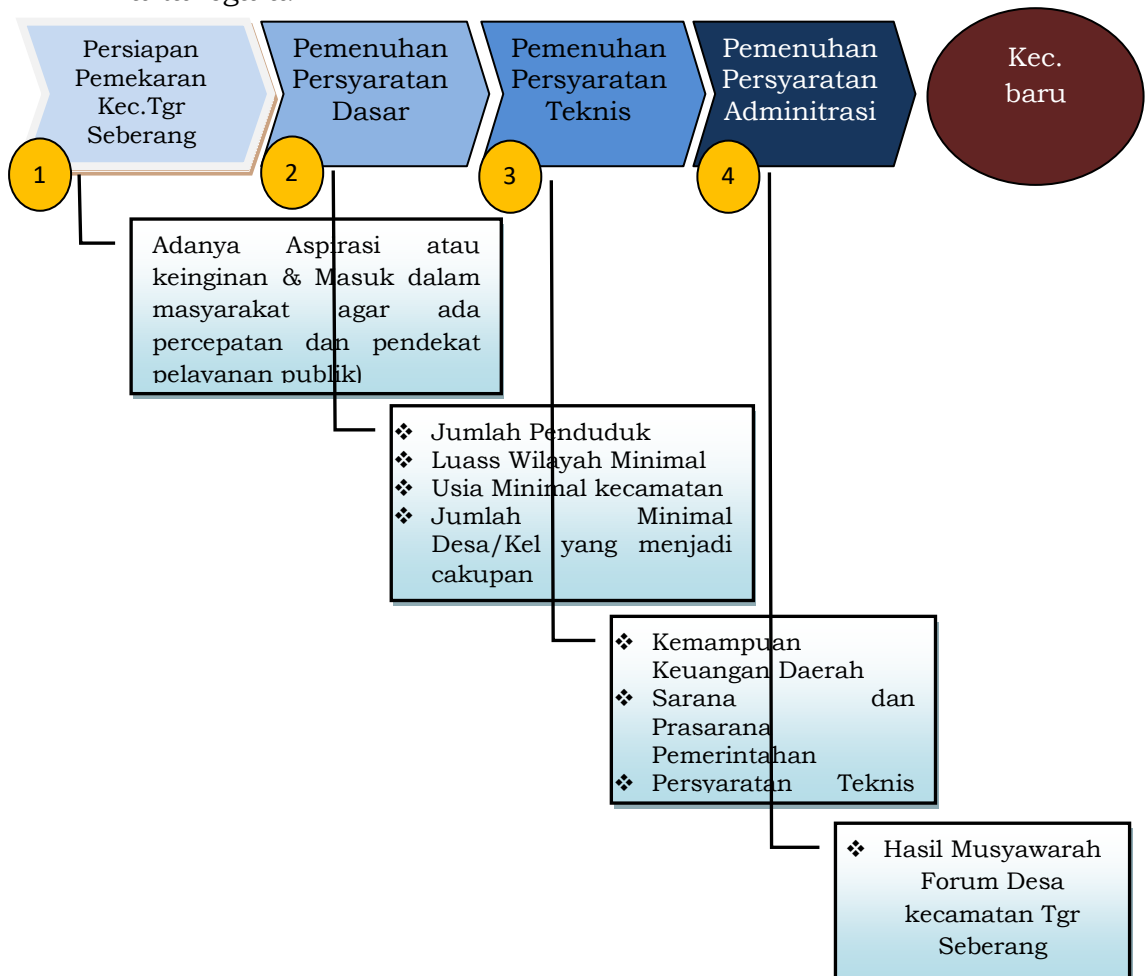 Persiapan
Pemekaran
Kec.Tgr
Seberang
Pemenuhan
Persyaratan
Dasar
Pemenuhan
Persyaratan
Teknis
Pemenuhan
Persyaratan
Adminitrasi
Kec.
baru
1
2
3
4
Adanya Aspirasi atau
keinginan & Masuk dalam
masyarakat agar ada
percepatan dan pendekat
pelayanan publik)
❖ Jumlah Penduduk
❖ Luass Wilayah Minimal
❖ Usia Minimal kecamatan
❖ Jumlah Minimal
Desa/Kel yang menjadi
cakupan
❖ Kemampuan
Keuangan Daerah
❖ Sarana dan
Prasarana
Pemerintahan
❖ Persyaratan Teknis
❖ Hasil Musyawarah
Forum Desa
kecamatan Tgr
Seberang